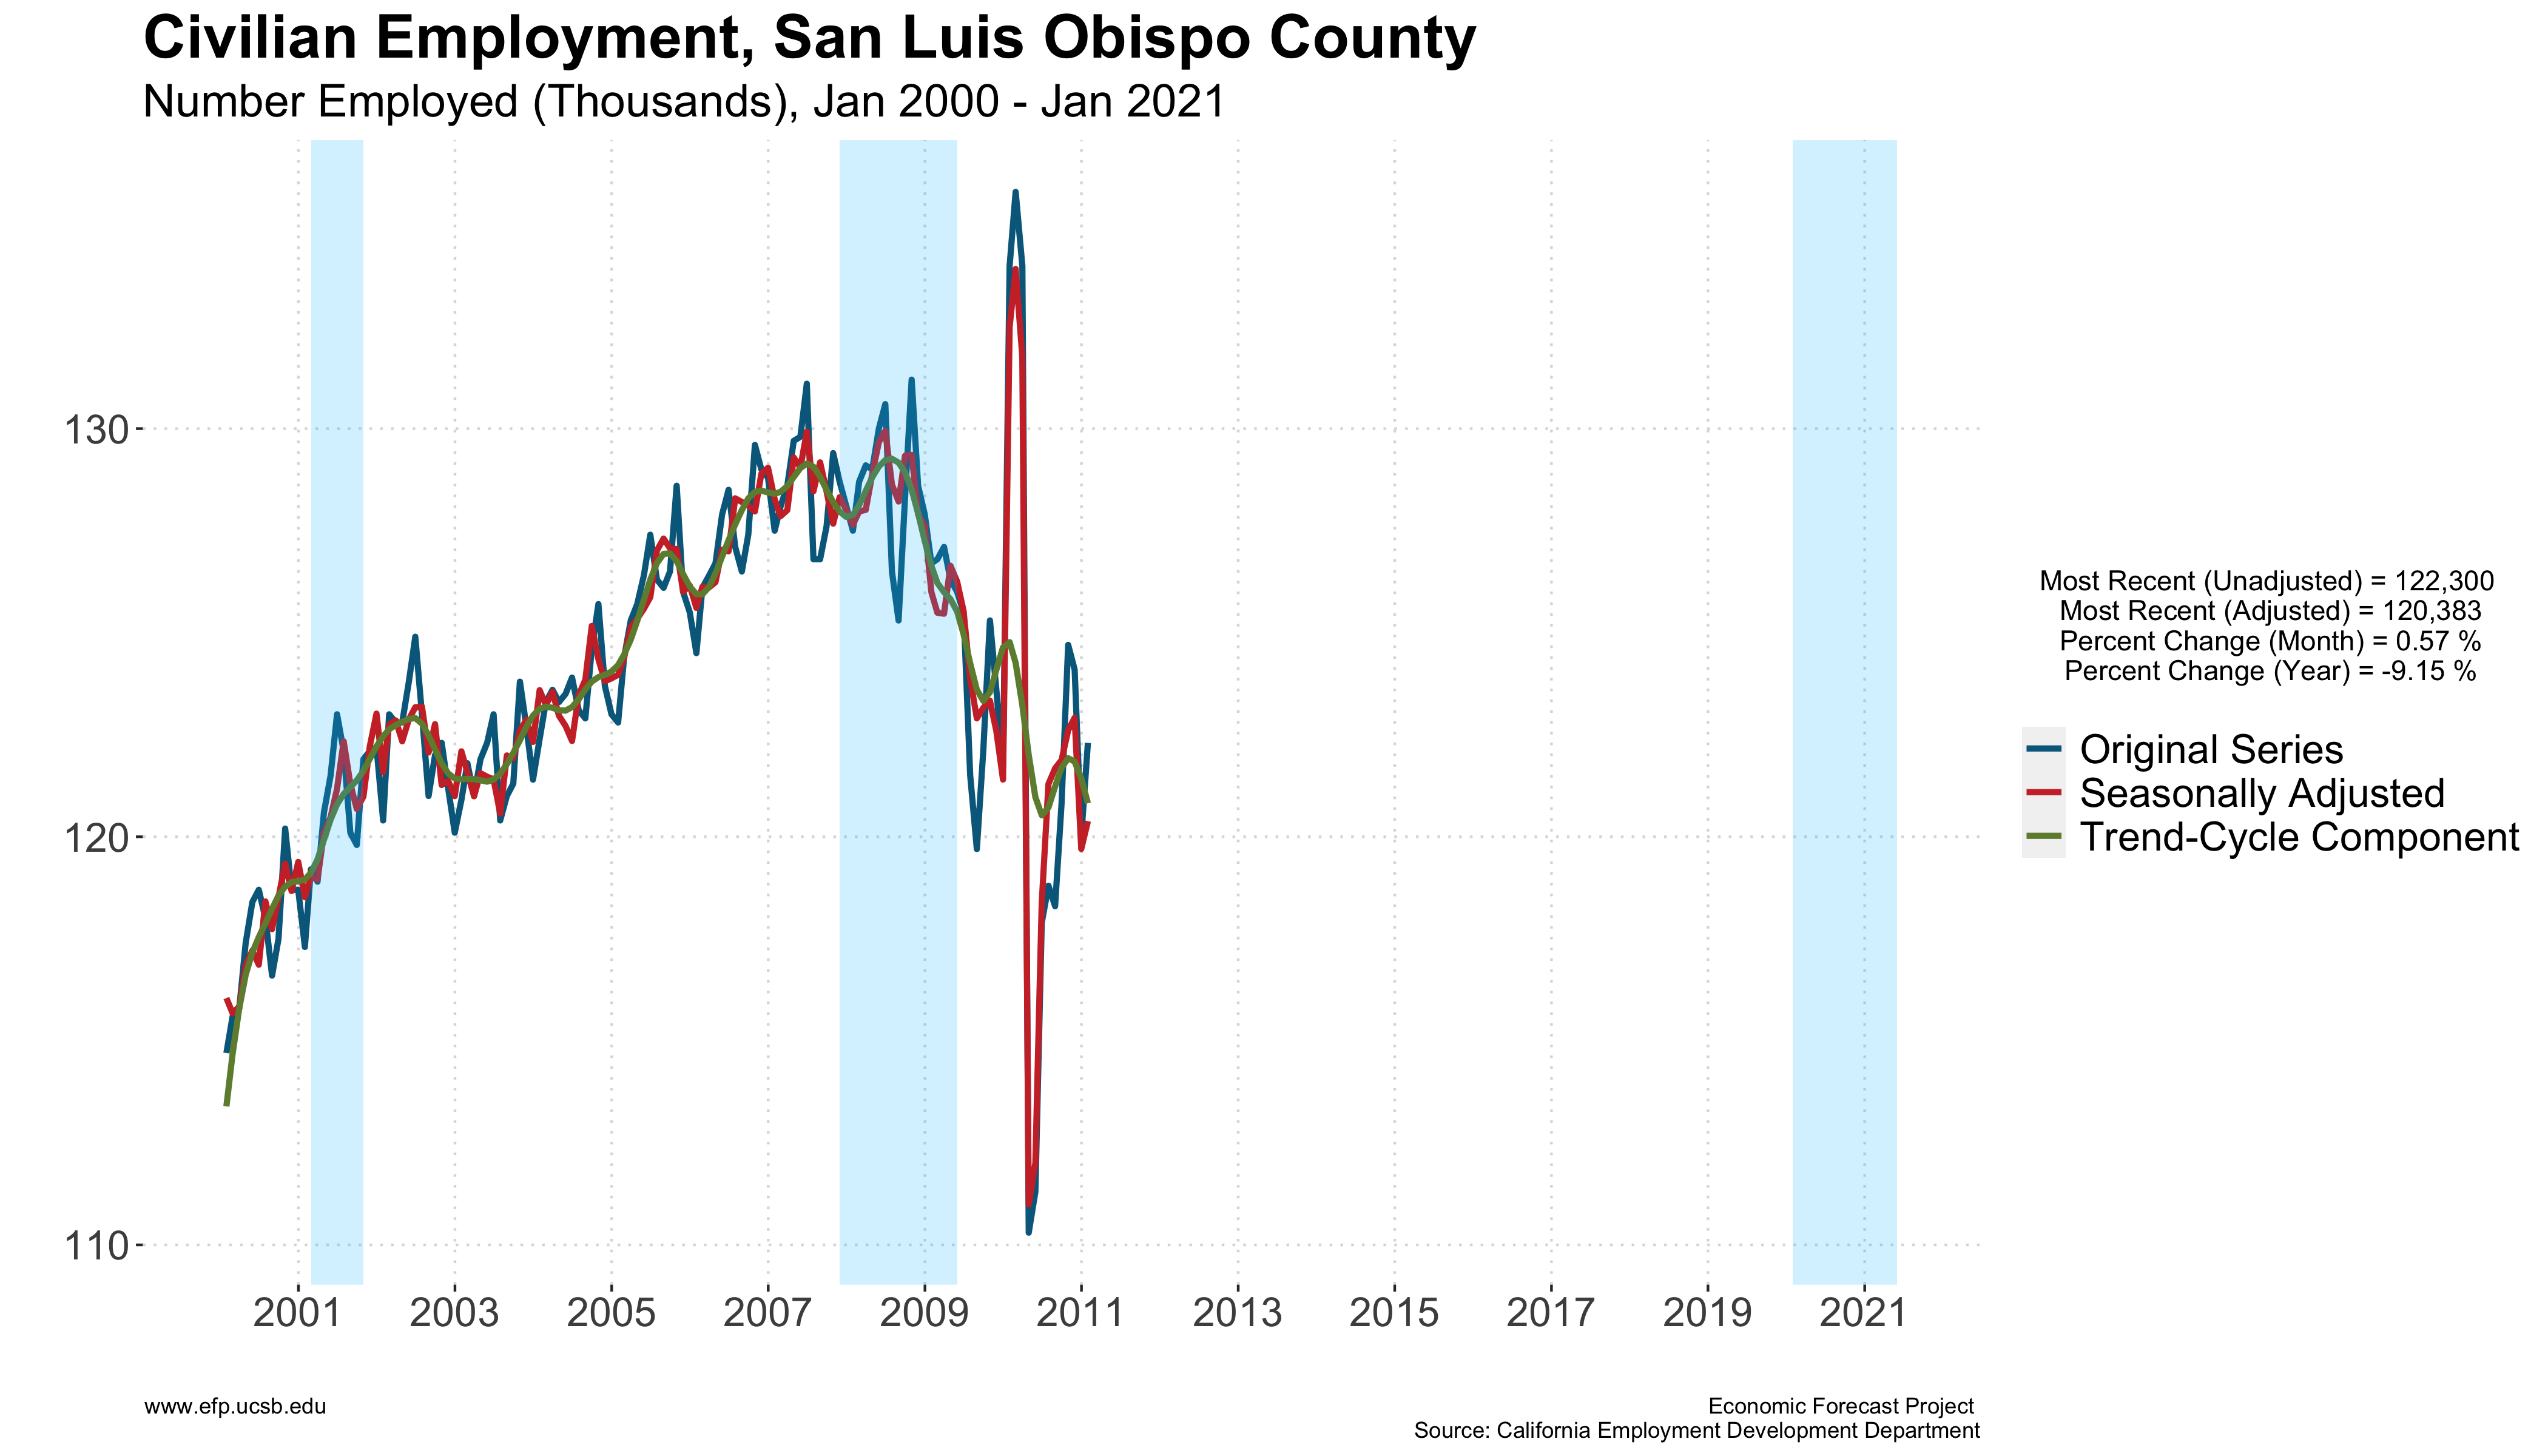 Civilian Employment, San Luis Obispo County
Number Employed (Thousands), Jan 2000 - Jan 2021
130
120
110
2001 2003 2005 2007 2009 2011 2013 2015 2017 2019 2021
Most Recent (Unadjusted) = 122,300
Most Recent (Adjusted) = 120,383
Percent Change (Month) = 0.57 %
Percent Change (Year) = -9.15 %
Original Series
Seasonally Adjusted
Trend-Cycle Component
www.efp.ucsb.edu
Economic Forecast Project
Source: California Employment Development Department